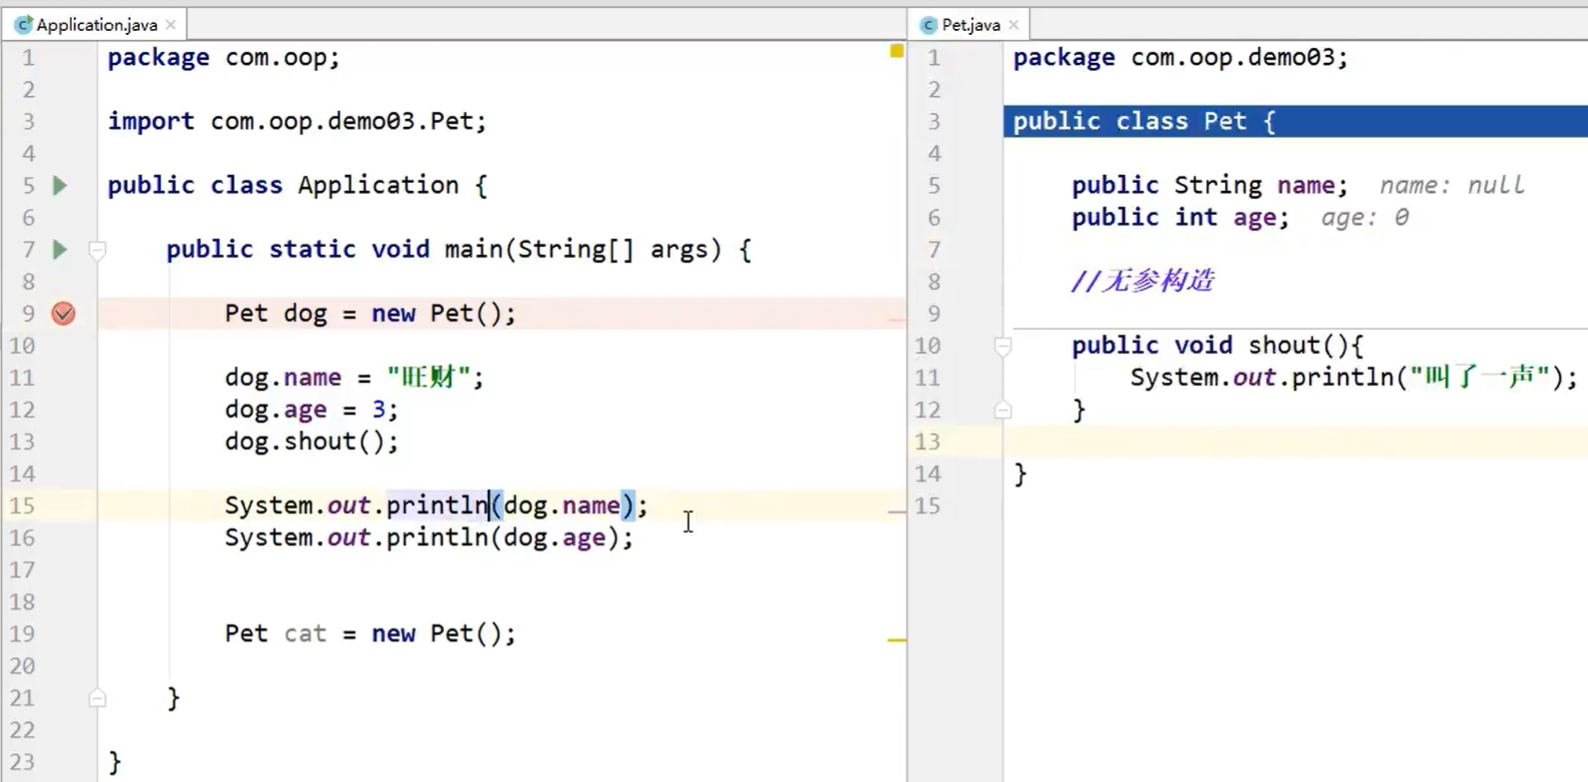 Application.java
1 package com.oop;
2
3 import com.oop.demo03.Pet;
4
5 public class Application {
6
7 public static void main(String[] args) {
8
9 Pet dog = new Pet();
10
11 dog.name = "旺财";
12 dog.age = 3;
13 dog.shout();
14
15 System.out.println(dog.name);
16 System.out.println(dog.age);
17
18
19 Pet cat = new Pet();
20
21 }
22
23 }
Pet.java
1 package com.oop.demo03;
2
3 public class Pet {
4
5 public String name; name: null
6 public int age; age: 0
7
8 //无参构造
9
10 public void shout(){
11 System.out.println("叫了一声");
12 }
13
14 }
15